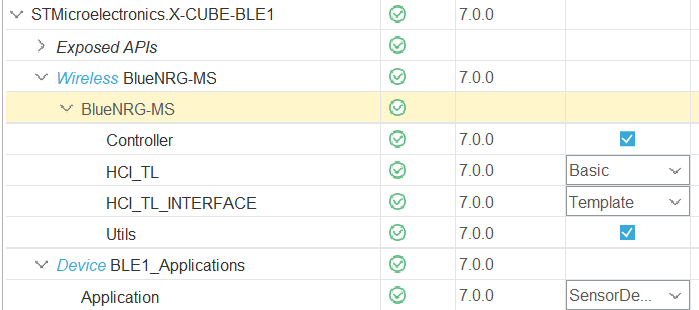 STMicroelectronics.X-CUBE-BLE1 7.0.0
Exposed APIs
Wireless BlueNRG-MS 7.0.0
BlueNRG-MS
Controller 7.0.0
HCI_TL 7.0.0 Basic
HCI_TL_INTERFACE 7.0.0 Template
Utils 7.0.0
Device BLE1_Applications 7.0.0
Application 7.0.0 SensorDe...